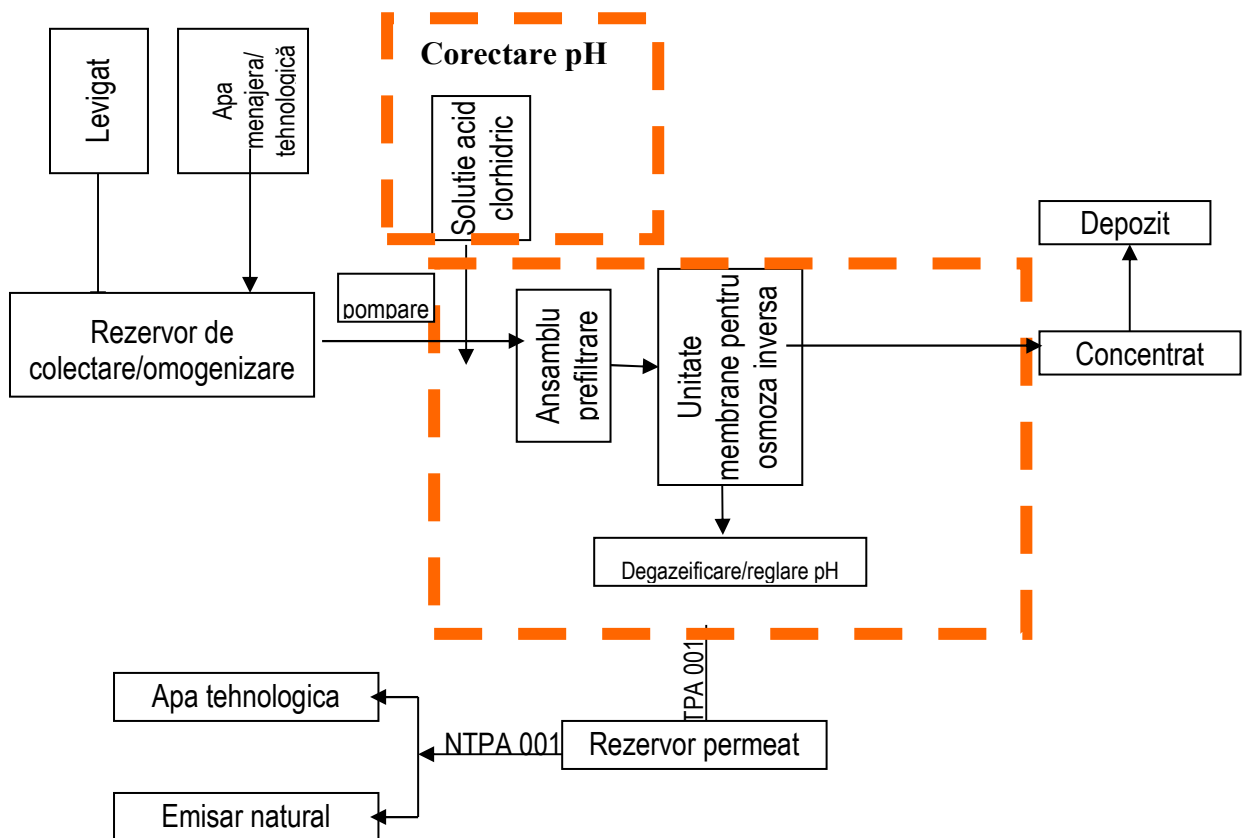 Levigat
Apa
menajera/
tehnologică
Corectare pH
Solutie acid
clorhidric
Depozit
pompare
Rezervor de
colectare/omogenizare
Ansamblu
prefiltrare
Unitate
membrane pentru
osmoza inversa
Concentrat
Degazeificare/reglare pH
TPA 001
Apa tehnologica
NTPA 001
Rezervor permeat
Emisar natural